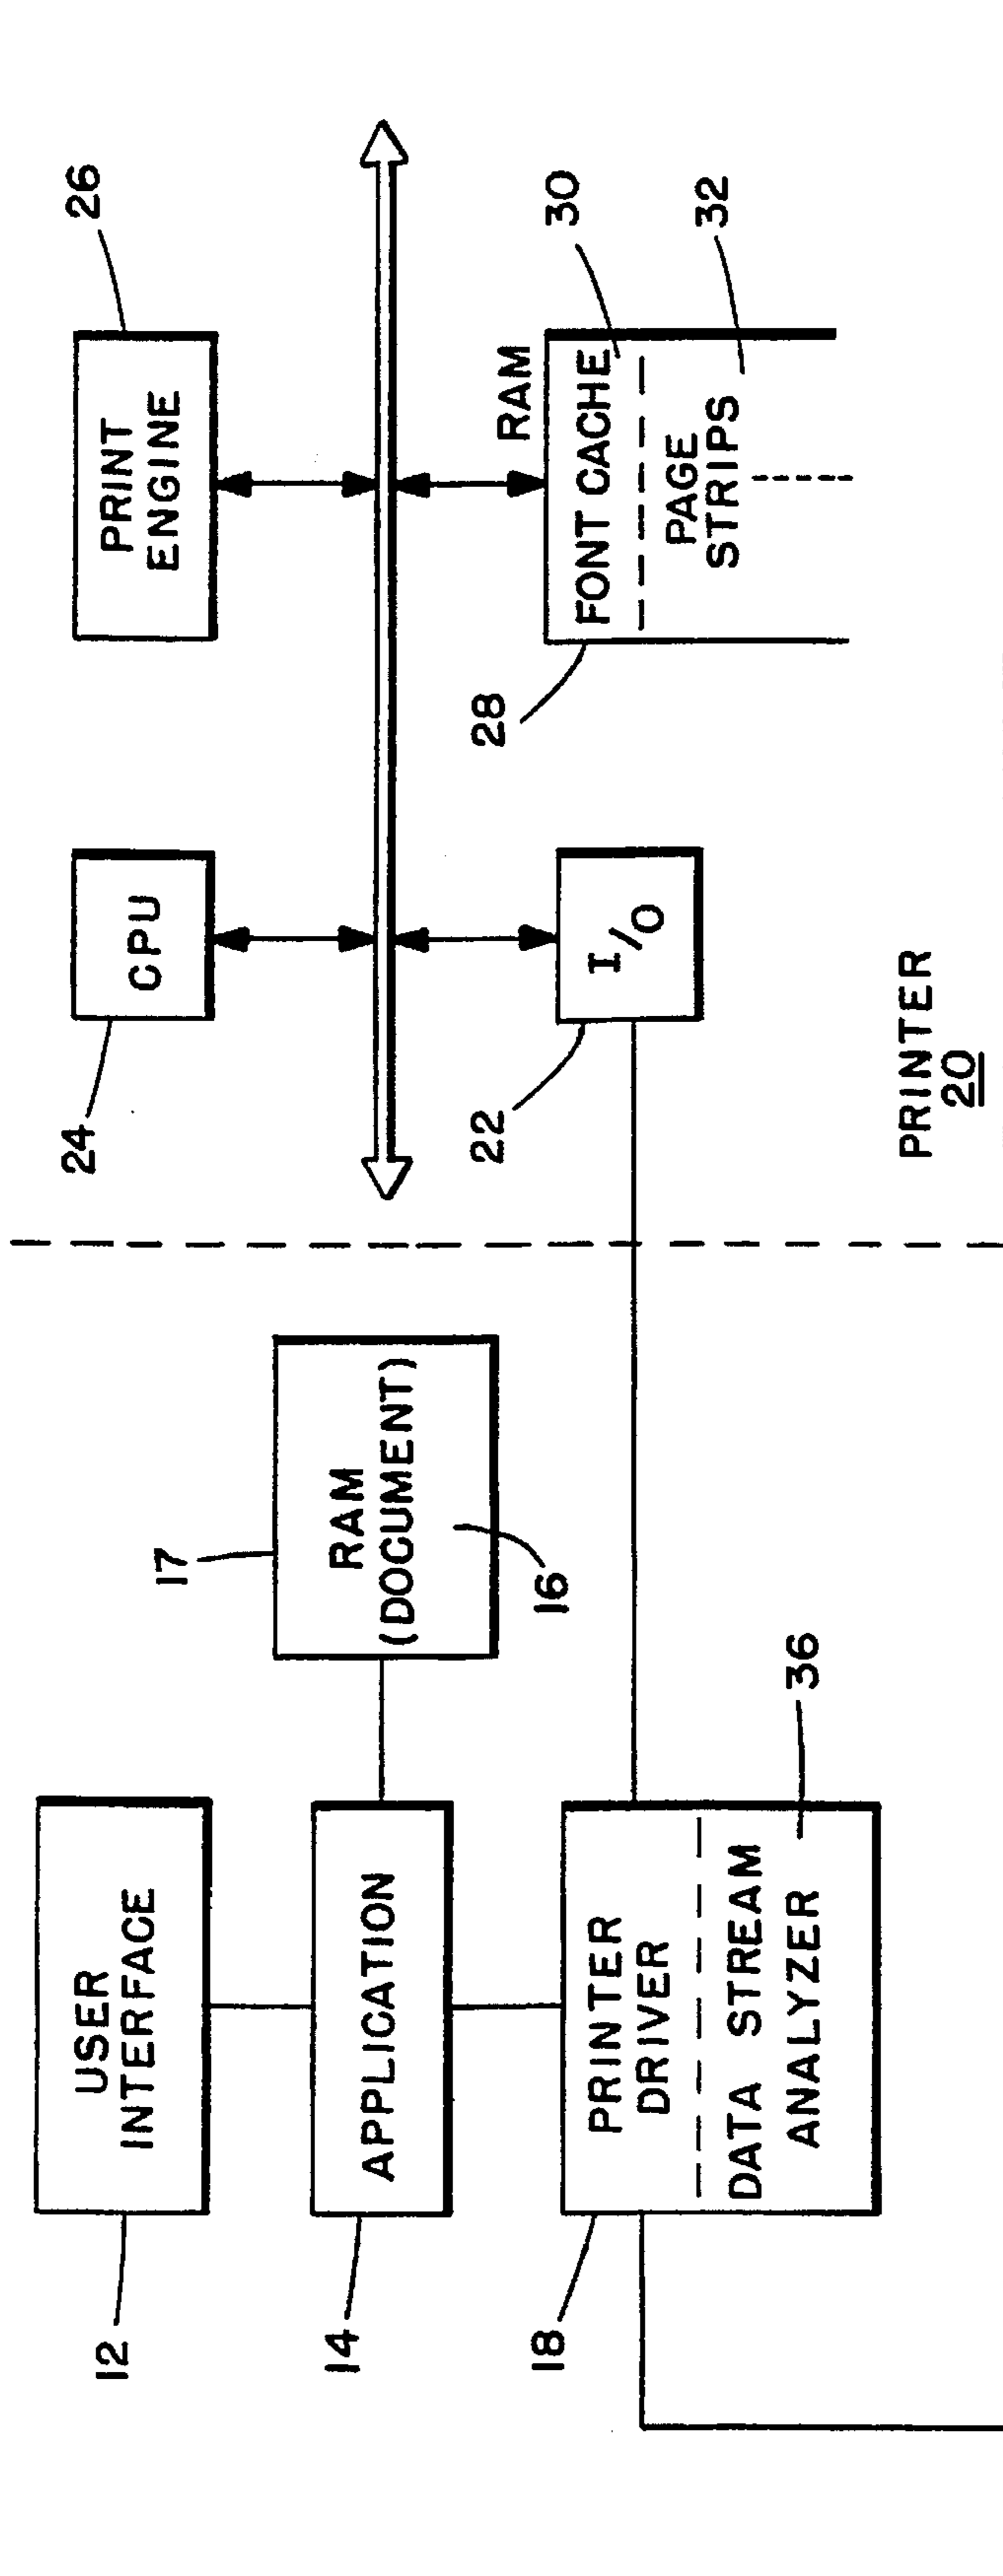 12
USER
INTERFACE
14
APPLICATION
17
RAM
(DOCUMENT)
16
18
PRINTER
DRIVER
DATA STREAM
ANALYZER
36
24
CPU
26
PRINT
ENGINE
22
I/O
28
RAM
FONT CACHE
30
PAGE
STRIPS
32
PRINTER
20